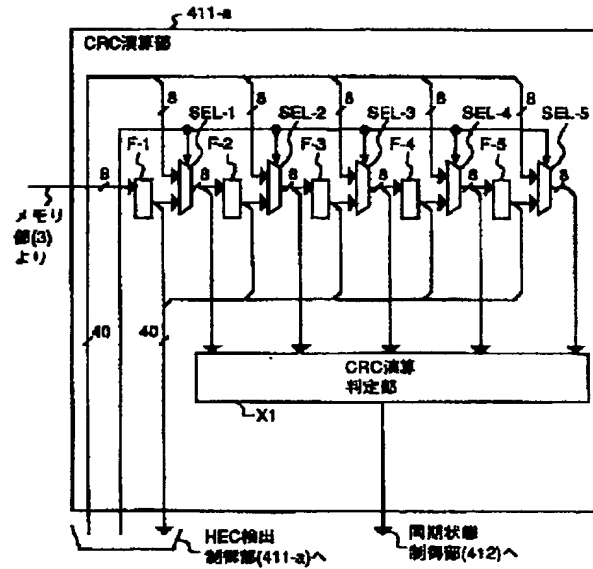 411-a
CRC演算部
8
8
8
8
8
SEL-1
SEL-2
SEL-3
SEL-4
SEL-5
F-1
F-2
F-3
F-4
F-5
8
8
8
8
8
8
メモリ
部(3)
より
40
40
CRC演算
判定部
X1
HEC検出
制御部(411-a)へ
同期状態
制御部(412)へ